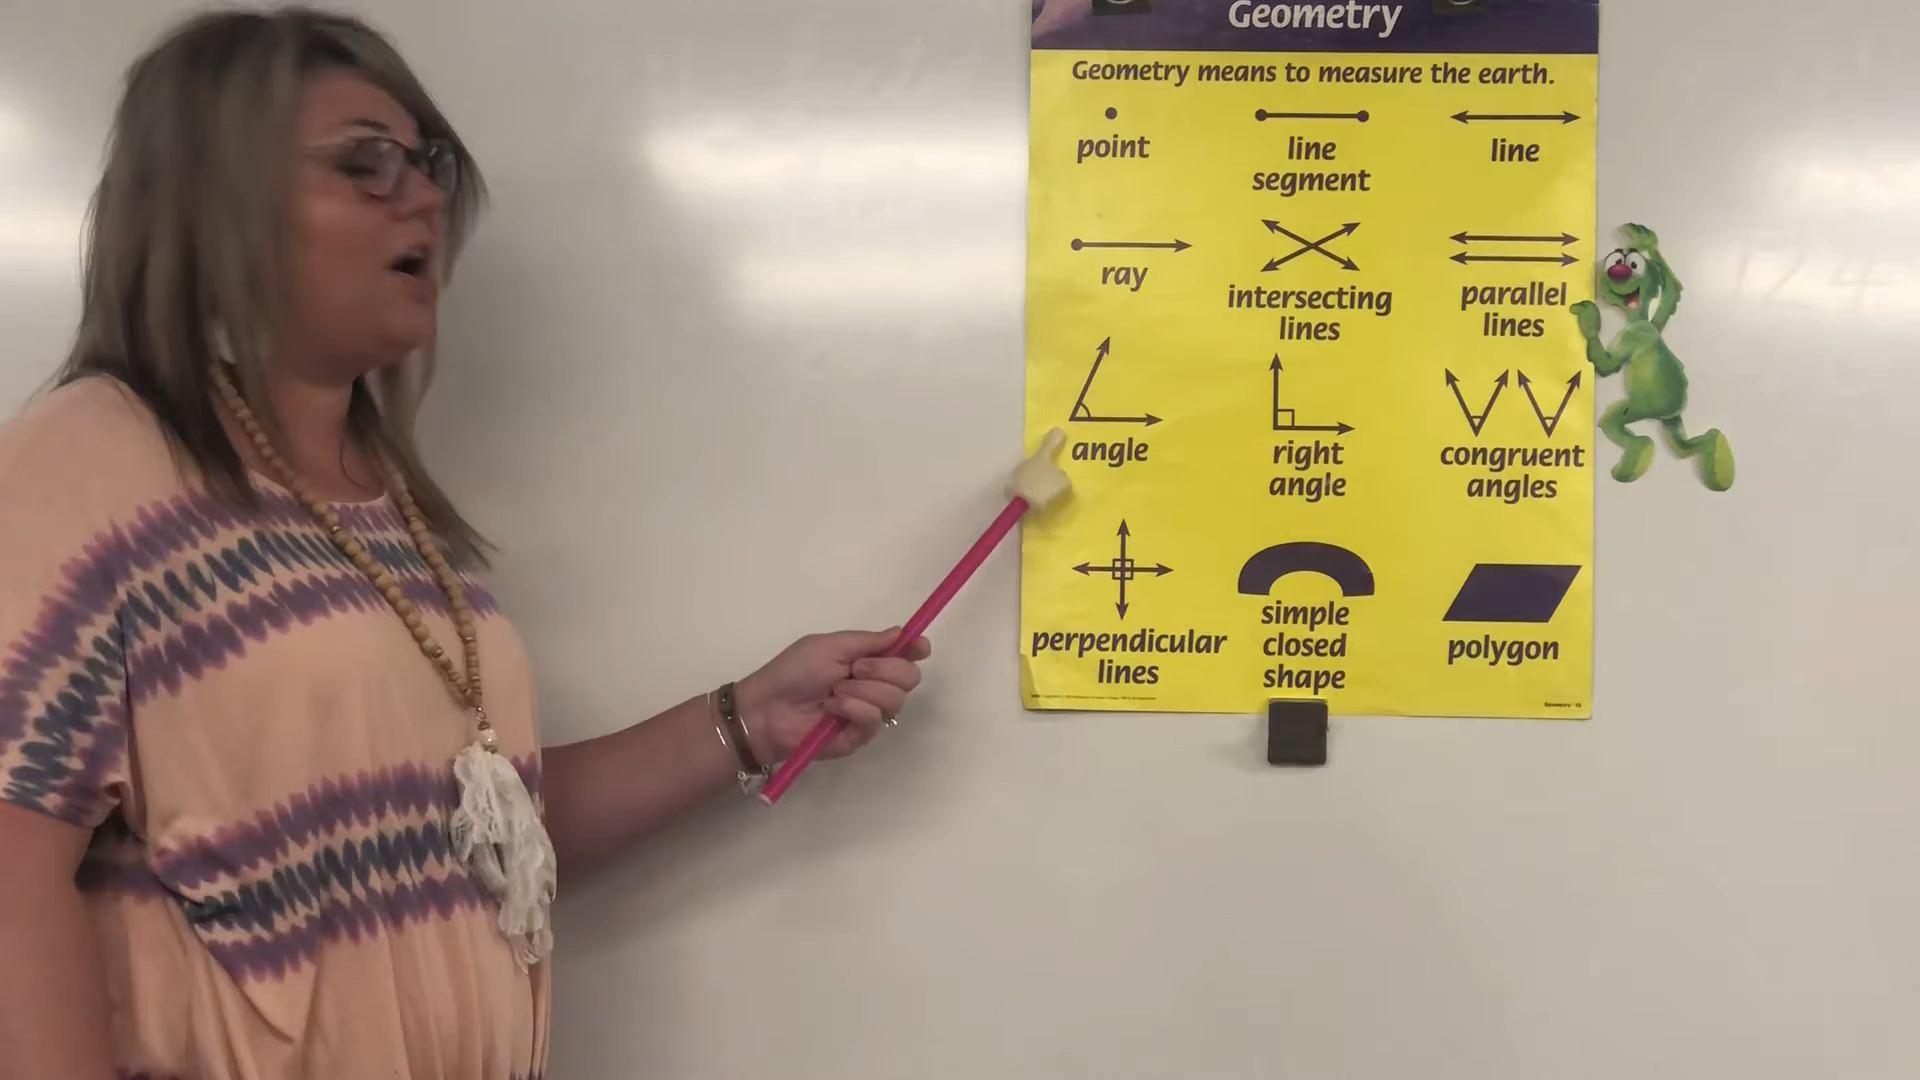 Geometry
Geometry means to measure the earth.
point
line
segment
line
ray
intersecting
lines
parallel
lines
angle
right
angle
congruent
angles
perpendicular
lines
simple
closed
shape
polygon